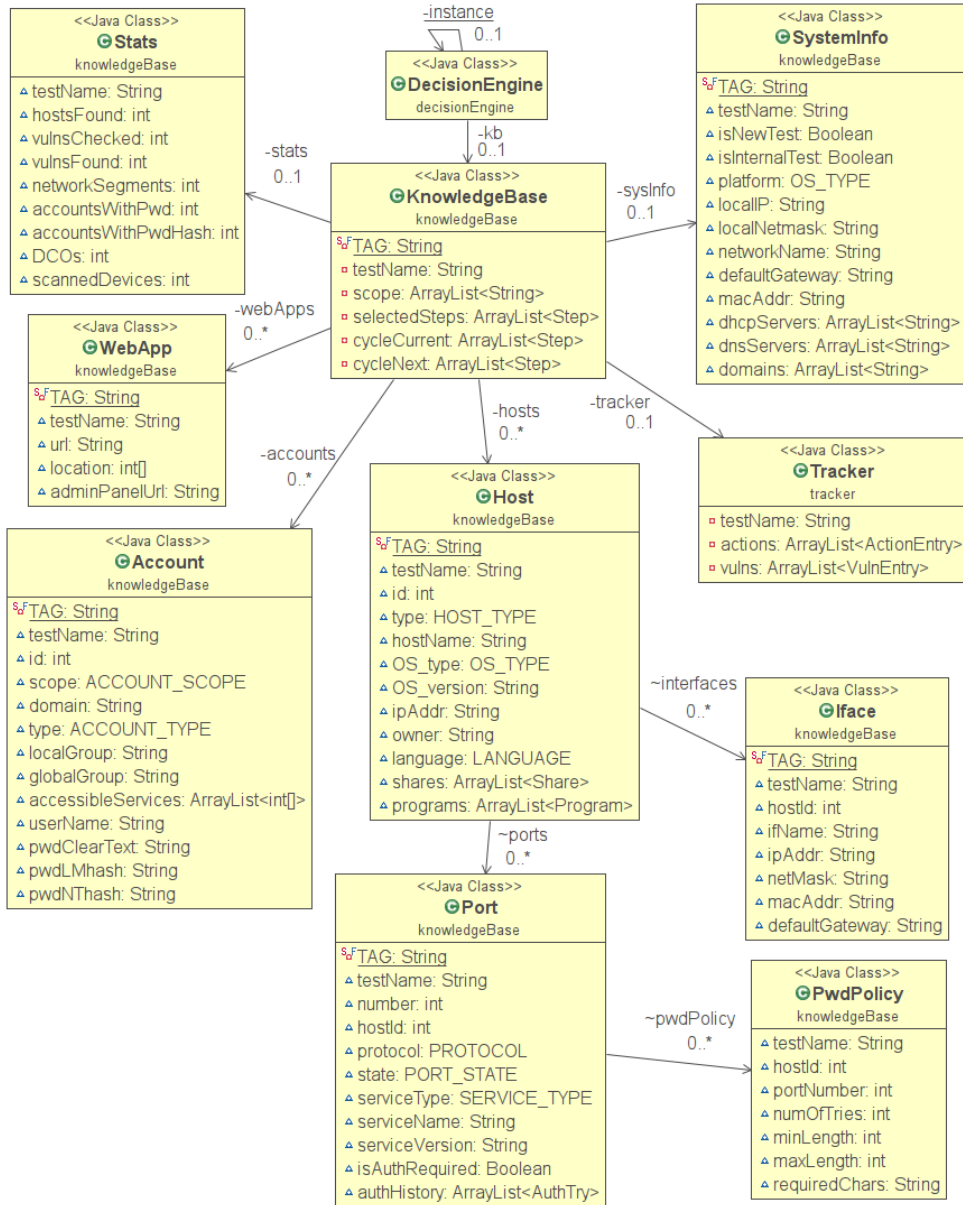 <<Java Class>>
Stats
knowledgeBase
testName: String
hostsFound: int
vulnsChecked: int
vulnsFound: int
networkSegments: int
accountsWithPwd: int
accountsWithPwdHash: int
DCOs: int
scannedDevices: int
-instance
0..1
<<Java Class>>
DecisionEngine
decisionEngine
-kb
0..1
<<Java Class>>
SystemInfo
knowledgeBase
TAG: String
testName: String
isNewTest: Boolean
isInternalTest: Boolean
platform: OS_TYPE
localIP: String
localNetmask: String
networkName: String
defaultGateway: String
macAddr: String
dhcpServers: ArrayList<String>
dnsServers: ArrayList<String>
domains: ArrayList<String>
-stats
0..1
<<Java Class>>
KnowledgeBase
knowledgeBase
TAG: String
testName: String
scope: ArrayList<String>
selectedSteps: ArrayList<Step>
cycleCurrent: ArrayList<Step>
cycleNext: ArrayList<Step>
-sysInfo
0..1
-webApps
0..*
<<Java Class>>
WebApp
knowledgeBase
TAG: String
testName: String
url: String
location: int[]
adminPanelUrl: String
-accounts
0..*
-hosts
0..*
-tracker
0..1
<<Java Class>>
Tracker
tracker
testName: String
actions: ArrayList<ActionEntry>
vulns: ArrayList<VulnEntry>
<<Java Class>>
Account
knowledgeBase
TAG: String
testName: String
id: int
scope: ACCOUNT_SCOPE
domain: String
type: ACCOUNT_TYPE
localGroup: String
globalGroup: String
accessibleServices: ArrayList<int[]>
userName: String
pwdClearText: String
pwdLMhash: String
pwdNThash: String
<<Java Class>>
Host
knowledgeBase
TAG: String
testName: String
id: int
type: HOST_TYPE
hostName: String
OS_type: OS_TYPE
OS_version: String
ipAddr: String
owner: String
language: LANGUAGE
shares: ArrayList<Share>
programs: ArrayList<Program>
~interfaces
0..*
<<Java Class>>
Iface
knowledgeBase
TAG: String
testName: String
hostId: int
ifName: String
ipAddr: String
netMask: String
macAddr: String
defaultGateway: String
~ports
0..*
<<Java Class>>
Port
knowledgeBase
TAG: String
testName: String
number: int
hostId: int
protocol: PROTOCOL
state: PORT_STATE
serviceType: SERVICE_TYPE
serviceName: String
serviceVersion: String
isAuthRequired: Boolean
authHistory: ArrayList<AuthTry>
~pwdPolicy
0..*
<<Java Class>>
PwdPolicy
knowledgeBase
testName: String
hostId: int
portNumber: int
numOfTries: int
minLength: int
maxLength: int
requiredChars: String